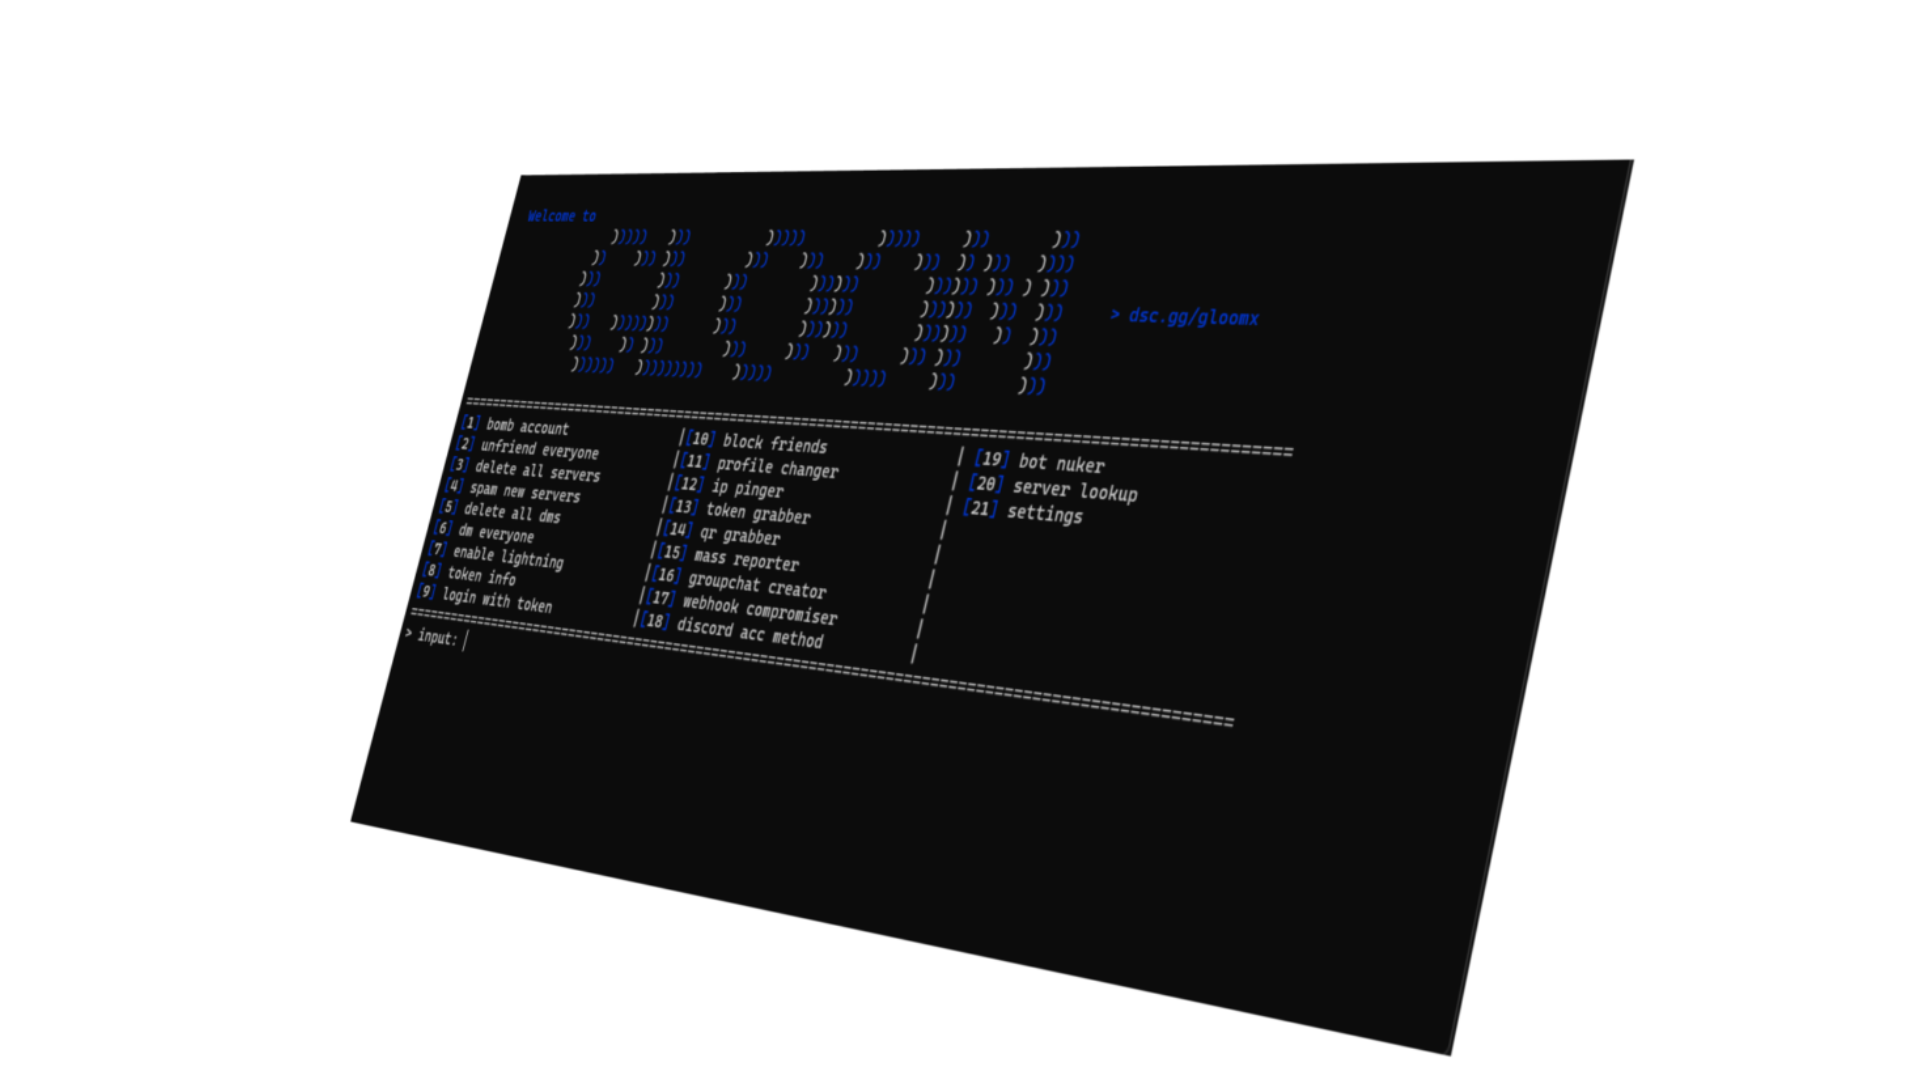 Welcome to
GLOOM
> dsc.gg/gloomx
[1] bomb account
[2] unfriend everyone
[3] delete all servers
[4] spam new servers
[5] delete all dms
[6] dm everyone
[7] enable lightning
[8] token info
[9] login with token
|[10] block friends
|[11] profile changer
|[12] ip pinger
|[13] token grabber
|[14] qr grabber
|[15] mass reporter
|[16] groupchat creator
|[17] webhook compromiser
|[18] discord acc method
| [19] bot nuker
| [20] server lookup
| [21] settings
> input: